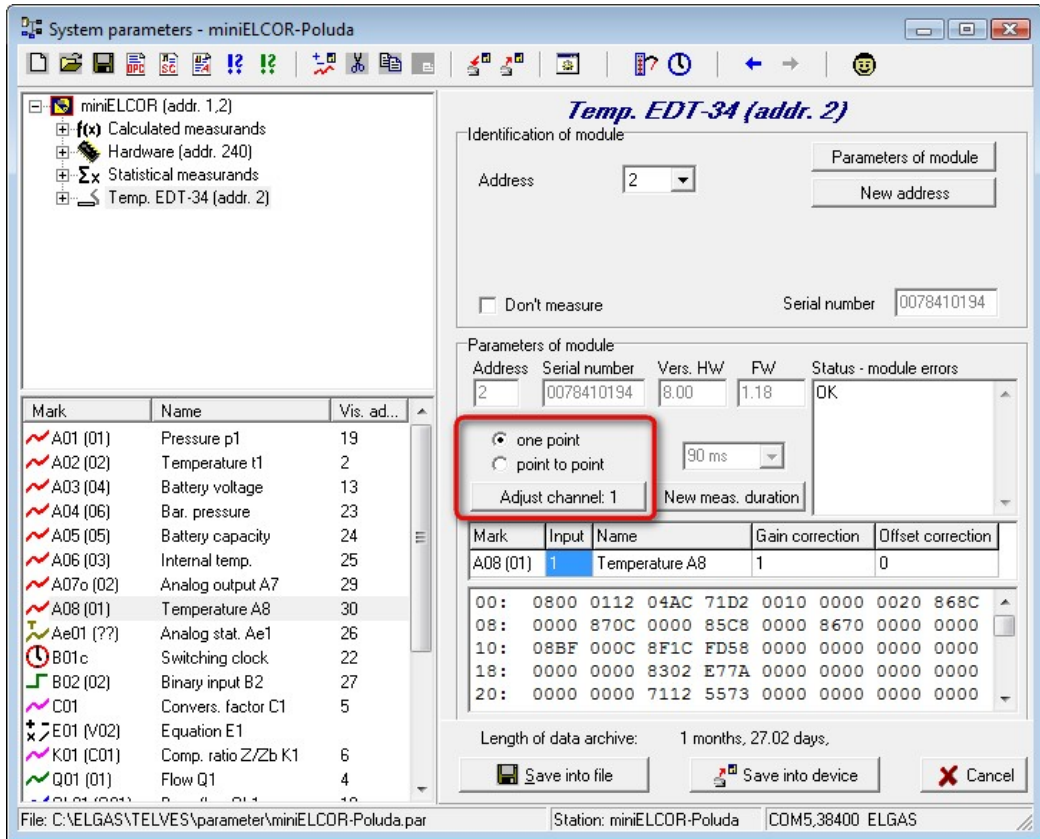 System parameters - miniELCOR-Poluda
miniELCOR (addr. 1,2)
f(x) Calculated measurands
Hardware (addr. 240)
Σx Statistical measurands
Temp. EDT-34 (addr. 2)
Mark Name Vis. ad...
A01 (01) Pressure p1 19
A02 (02) Temperature t1 2
A03 (04) Battery voltage 13
A04 (06) Bar. pressure 23
A05 (05) Battery capacity 24
A06 (03) Internal temp. 25
A07o (02) Analog output A7 29
A08 (01) Temperature A8 30
Ae01 (??) Analog stat. Ae1 26
B01c Switching clock 22
B02 (02) Binary input B2 27
C01 Convers. factor C1 5
E01 (V02) Equation E1
K01 (C01) Comp. ratio Z/Zb K1 6
Q01 (01) Flow Q1 4
Temp. EDT-34 (addr. 2)
Identification of module
Address 2
Parameters of module
New address
Don't measure
Serial number 0078410194
Parameters of module
Address Serial number Vers. HW FW Status - module errors
2 0078410194 8.00 1.18 OK
one point
point to point
90 ms
Adjust channel: 1
New meas. duration
Mark Input Name Gain correction Offset correction
A08 (01) 1 Temperature A8 1 0
00: 0800 0112 04AC 71D2 0010 0000 0020 868C
08: 0000 870C 0000 85C8 0000 8670 0000 0000
10: 08BF 000C 8F1C FD58 0000 0000 0000 0000
18: 0000 0000 8302 E77A 0000 0000 0000 0000
20: 0000 0000 7112 5573 0000 0000 0000 0000
Length of data archive: 1 months, 27.02 days,
Save into file
Save into device
Cancel
File: C:\ELGAS\TELVES\parameter\miniELCOR-Poluda.par
Station: miniELCOR-Poluda
COM5,38400 ELGAS